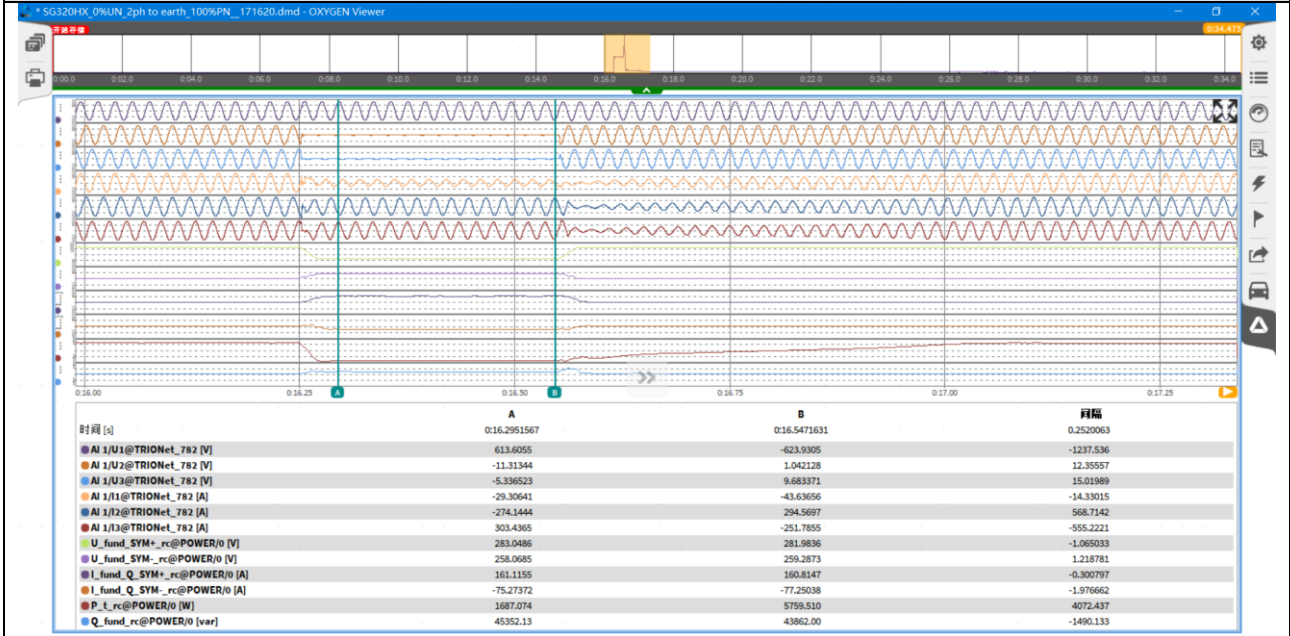 * SG320HX_0%UN_2ph to earth_100%PN__171620.dmd - OXYGEN Viewer
开始存储
0:34.475
0:00.0 0:02.0 0:04.0 0:06.0 0:08.0 0:10.0 0:12.0 0:14.0 0:16.0 0:18.0 0:20.0 0:22.0 0:24.0 0:26.0 0:28.0 0:30.0 0:32.0 0:34.0
0:16.00 0:16.25 A 0:16.50 B 0:16.75 0:17.00 0:17.25
A B 间隔
时间 [s] 0:16.2951567 0:16.5471631 0.2520063
AI 1/U1@TRIONet_782 [V] 613.6055 -623.9305 -1237.536
AI 1/U2@TRIONet_782 [V] -11.31344 1.042128 12.35557
AI 1/U3@TRIONet_782 [V] -5.336523 9.683371 15.01989
AI 1/I1@TRIONet_782 [A] -29.30641 -43.63656 -14.33015
AI 1/I2@TRIONet_782 [A] -274.1444 294.5697 568.7142
AI 1/I3@TRIONet_782 [A] 303.4365 -251.7855 -555.2221
U_fund_SYM+_rc@POWER/0 [V] 283.0486 281.9836 -1.065033
U_fund_SYM-_rc@POWER/0 [V] 258.0685 259.2873 1.218781
I_fund_Q_SYM+_rc@POWER/0 [A] 161.1155 160.8147 -0.300797
I_fund_Q_SYM-_rc@POWER/0 [A] -75.27372 -77.25038 -1.976662
P_t_rc@POWER/0 [W] 1687.074 5759.510 4072.437
Q_fund_rc@POWER/0 [var] 45352.13 43862.00 -1490.133